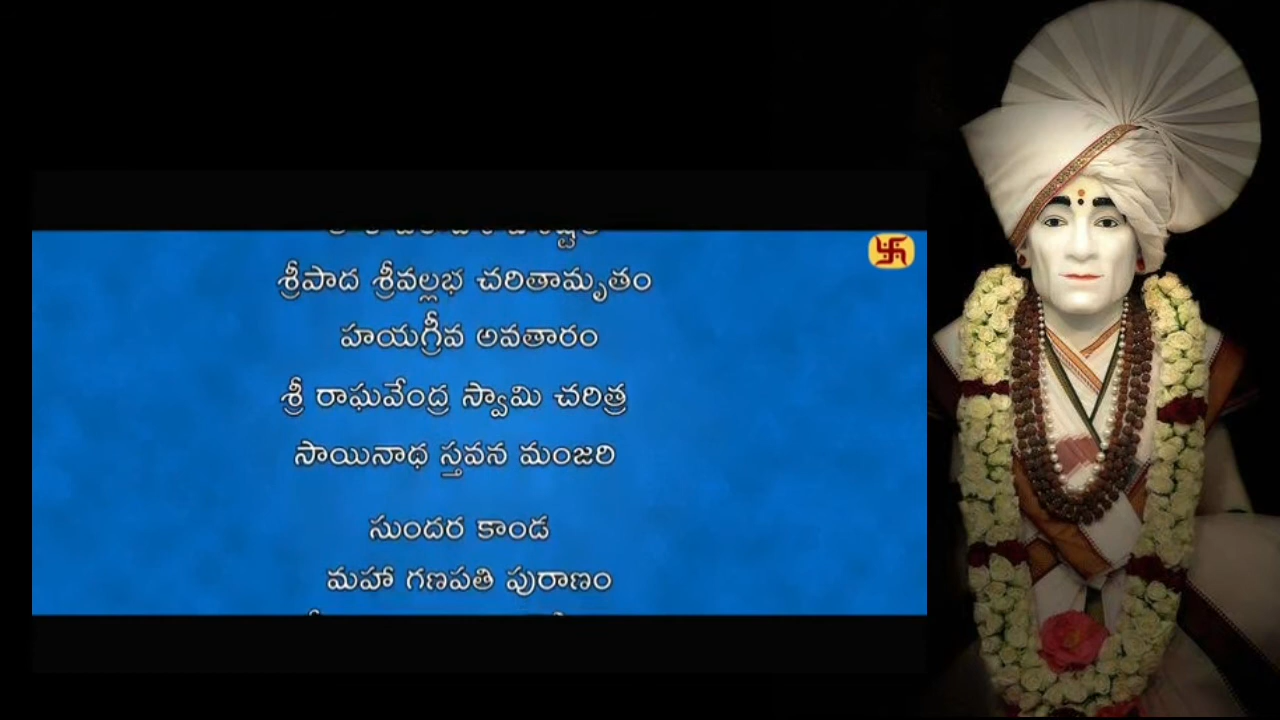 శ్రీపాద శ్రీవల్లభ చరితామృతం
హయగ్రీవ అవతారం
శ్రీ రాఘవేంద్ర స్వామి చరిత్ర
సాయినాథ స్తవన మంజరి
సుందర కాండ
మహా గణపతి పురాణం